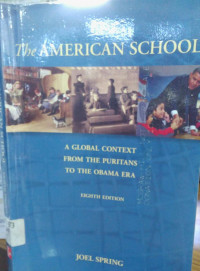 The AMERICAN SCHOOL
A GLOBAL CONTEXT
FROM THE PURITANS
TO THE OBAMA ERA
EIGHTH EDITION
JOEL SPRING